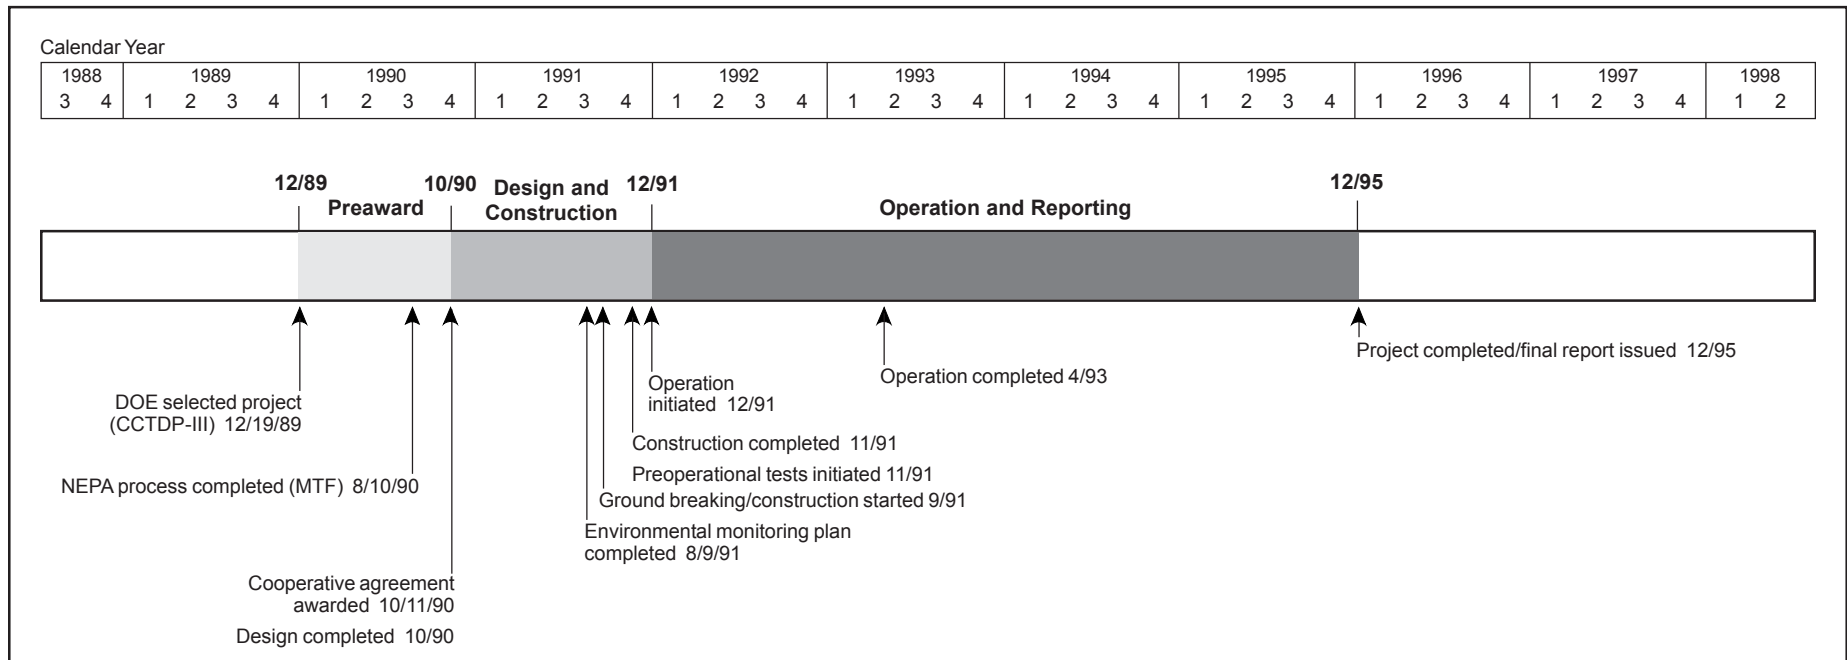 Calendar Year
1988 1989 1990 1991 1992 1993 1994 1995 1996 1997 1998
3 4 1 2 3 4 1 2 3 4 1 2 3 4 1 2 3 4 1 2 3 4 1 2 3 4 1 2 3 4 1 2 3 4 1 2 3 4 1 2
12/89
Preaward
10/90
Design and
Construction
12/91
Operation and Reporting
12/95
DOE selected project
(CCTDP-III) 12/19/89
NEPA process completed (MTF) 8/10/90
Cooperative agreement
awarded 10/11/90
Design completed 10/90
Environmental monitoring plan
completed 8/9/91
Ground breaking/construction started 9/91
Preoperational tests initiated 11/91
Construction completed 11/91
Operation
initiated 12/91
Operation completed 4/93
Project completed/final report issued 12/95